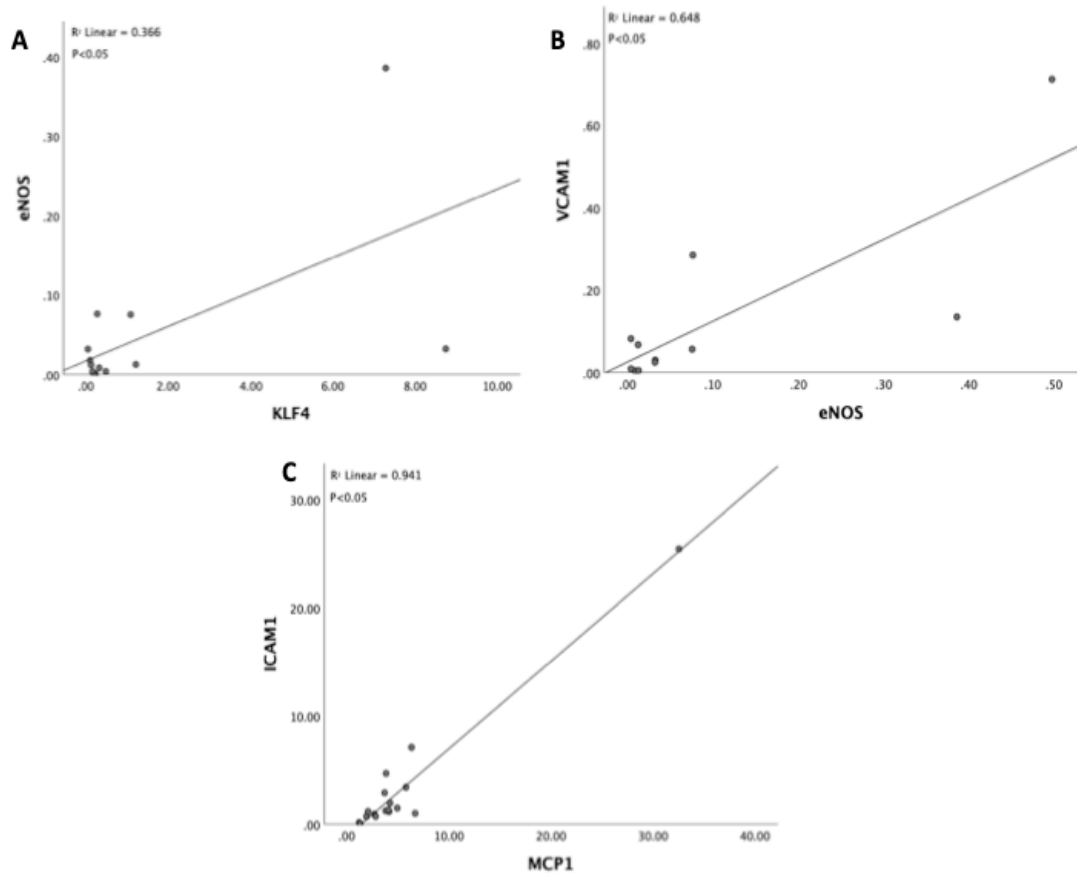 A
R² Linear = 0.366
P<0.05
eNOS
.40
.30
.20
.10
.00
.00 2.00 4.00 6.00 8.00 10.00
KLF4
B
R² Linear = 0.648
P<0.05
VCAM1
.80
.60
.40
.20
.00
.00 .10 .20 .30 .40 .50
eNOS
C
R² Linear = 0.941
P<0.05
ICAM1
30.00
20.00
10.00
.00
.00 10.00 20.00 30.00 40.00
MCP1